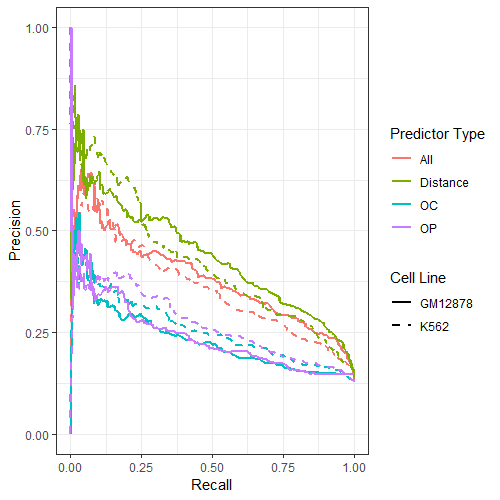 1.00
0.75
0.50
0.25
0.00
Precision
0.00 0.25 0.50 0.75 1.00
Recall
Predictor Type
All
Distance
OC
OP
Cell Line
GM12878
K562